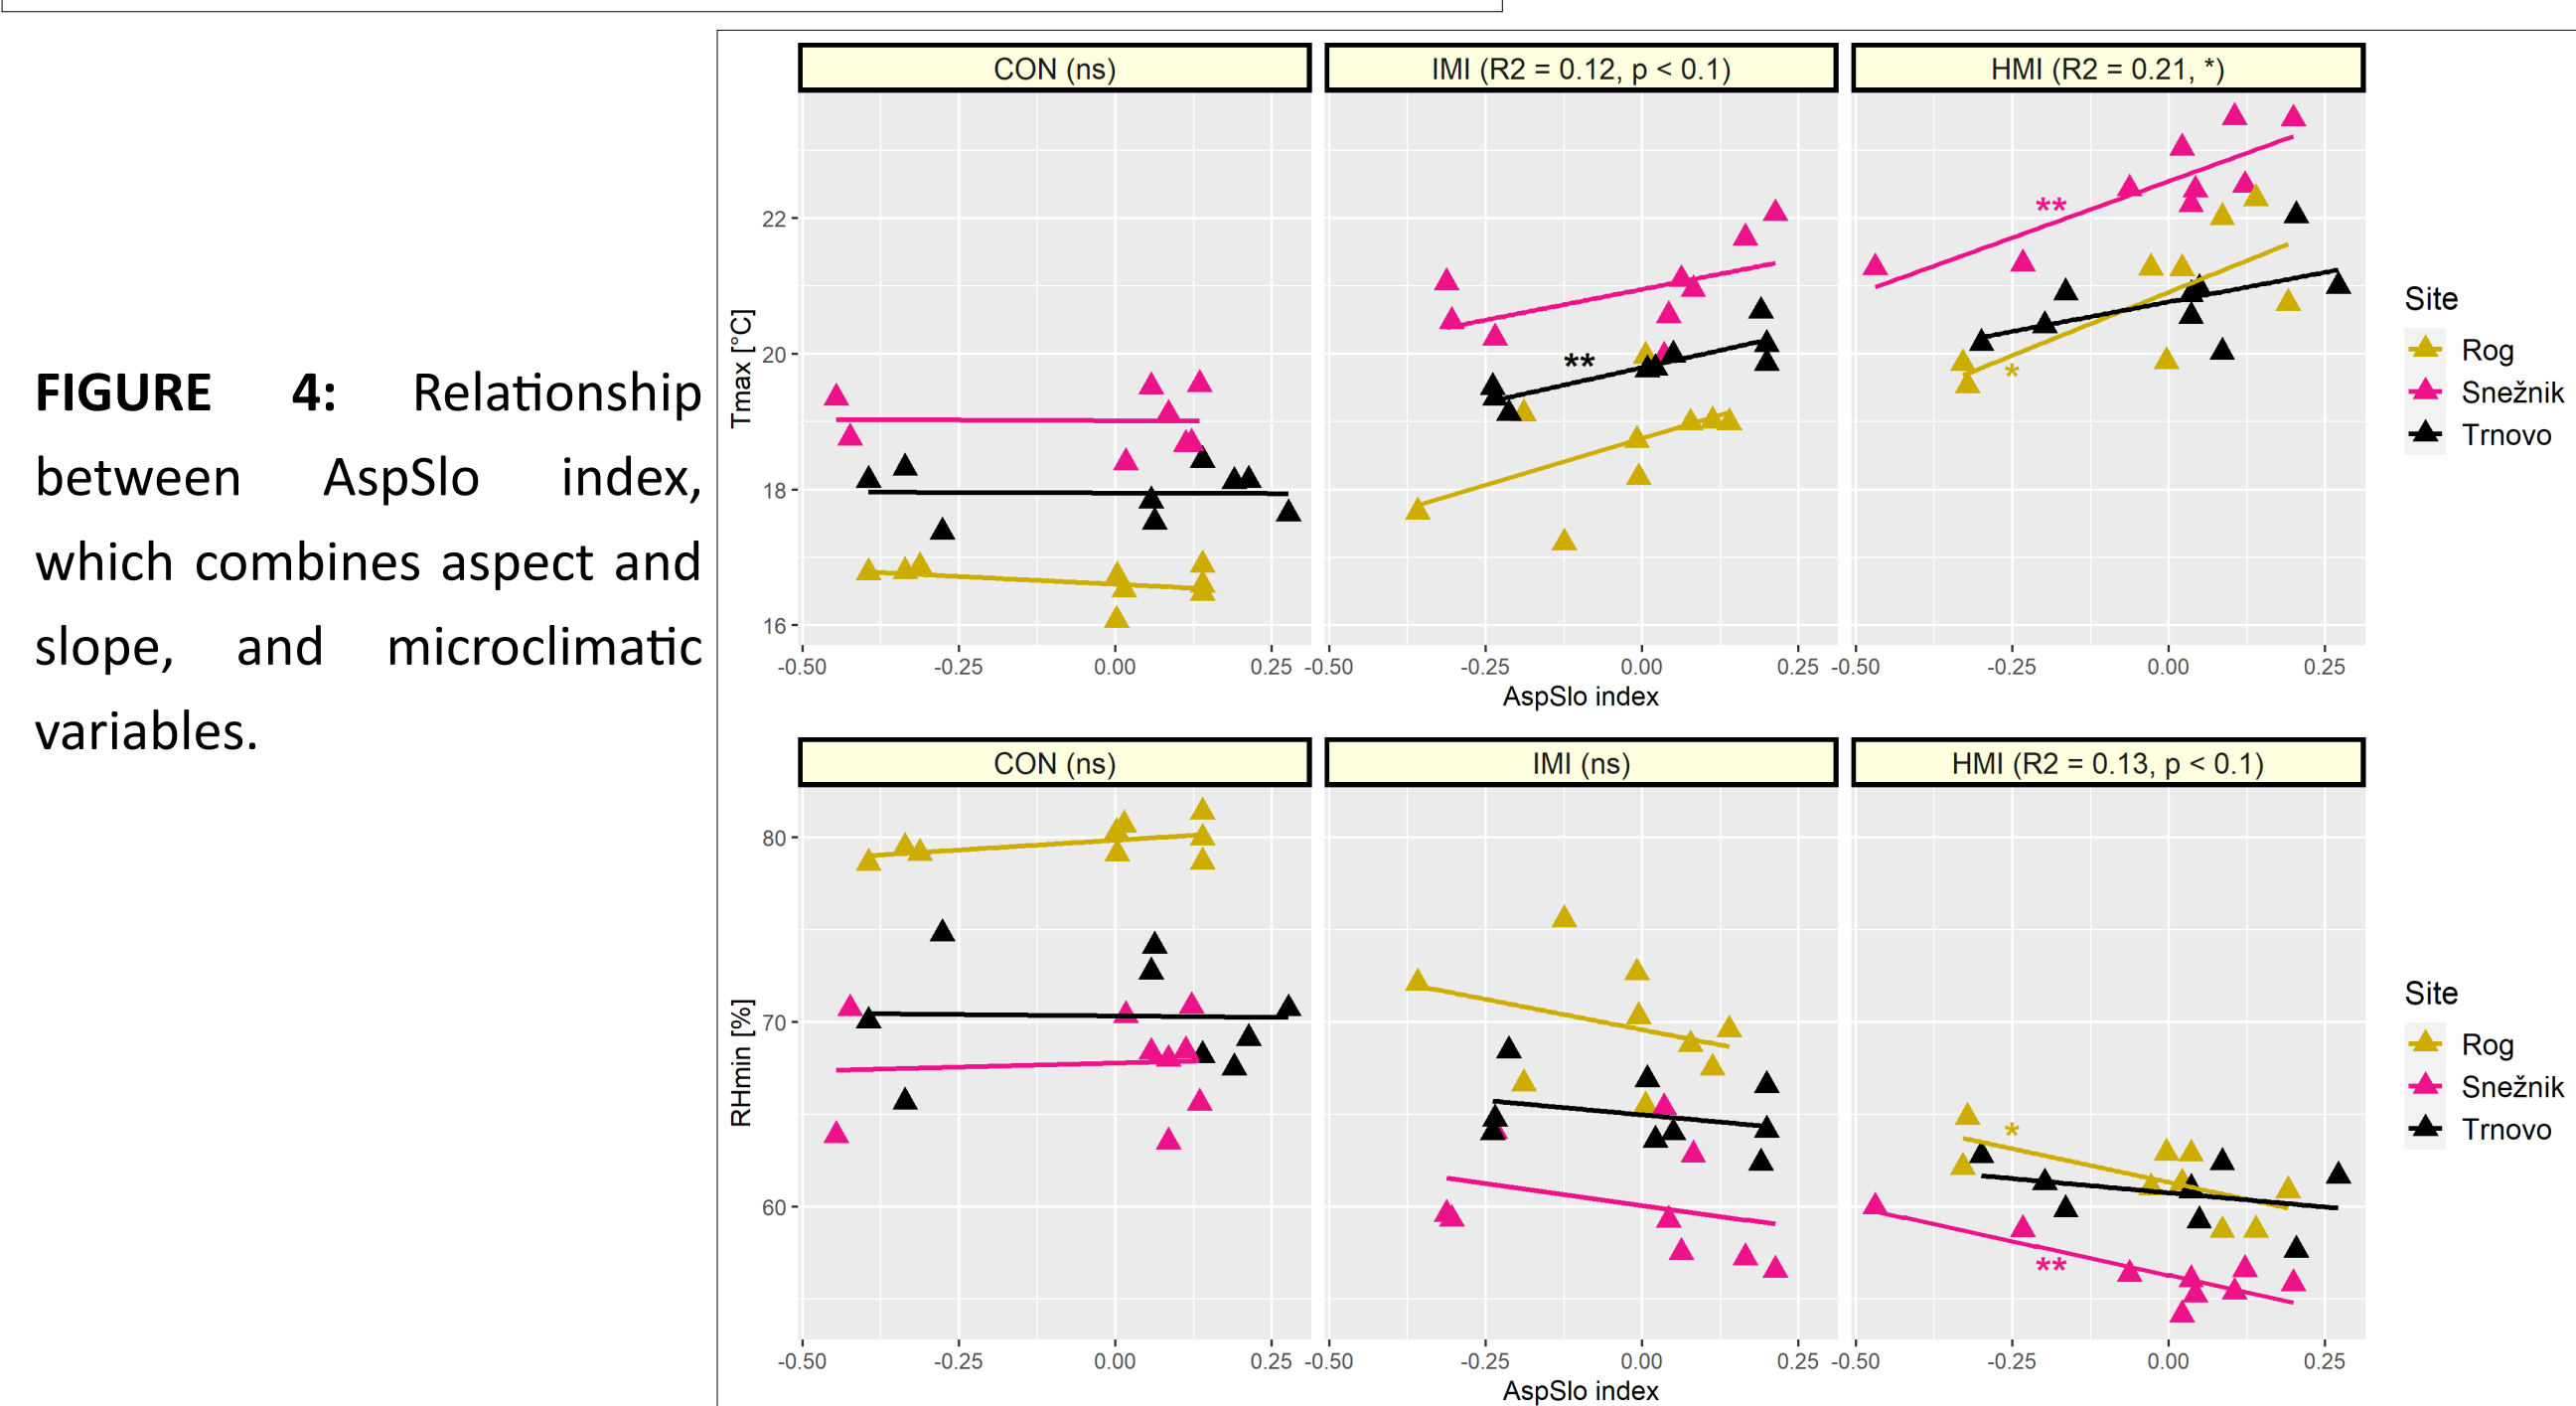 FIGURE 4: Relationship
between AspSlo index,
which combines aspect and
slope, and microclimatic
variables.
CON (ns) IMI (R2 = 0.12, p < 0.1) HMI (R2 = 0.21, *)
Tmax [°C]
22
20
18
16
**
**
*
-0.50 -0.25 0.00 0.25 -0.50 -0.25 0.00 0.25 -0.50 -0.25 0.00 0.25
AspSlo index
Site
Rog
Snežnik
Trnovo
CON (ns) IMI (ns) HMI (R2 = 0.13, p < 0.1)
RHmin [%]
80
70
60
*
**
-0.50 -0.25 0.00 0.25 -0.50 -0.25 0.00 0.25 -0.50 -0.25 0.00 0.25
AspSlo index
Site
Rog
Snežnik
Trnovo